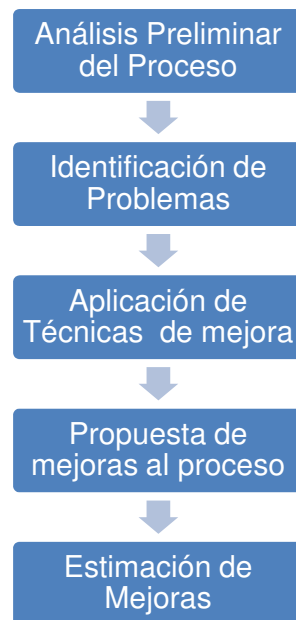 Análisis Preliminar
del Proceso
Identificación de
Problemas
Aplicación de
Técnicas de mejora
Propuesta de
mejoras al proceso
Estimación de
Mejoras